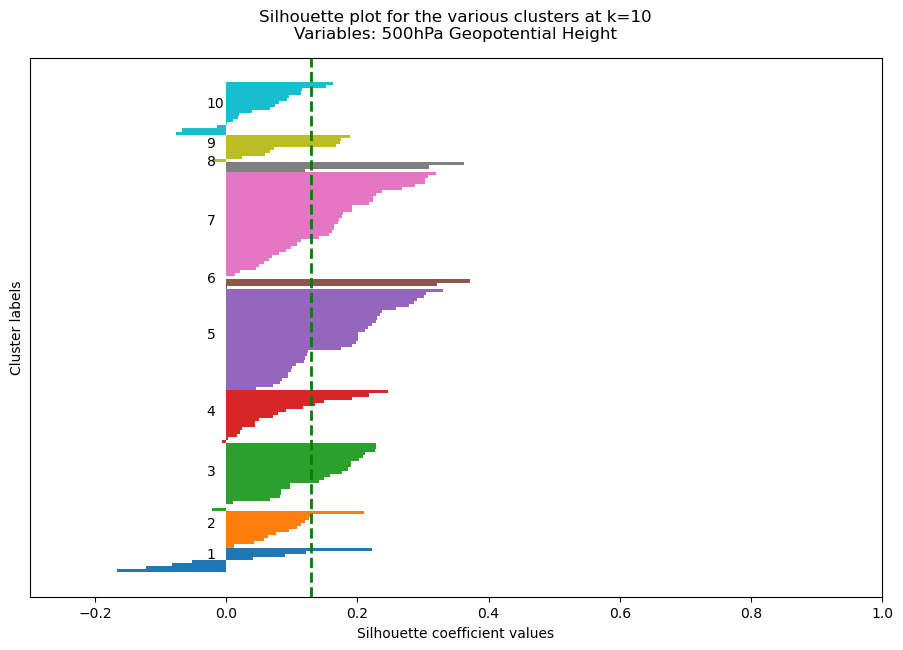 Silhouette plot for the various clusters at k=10
Variables: 500hPa Geopotential Height
Cluster labels
10
9
8
7
6
5
4
3
2
1
−0.2 0.0 0.2 0.4 0.6 0.8 1.0
Silhouette coefficient values